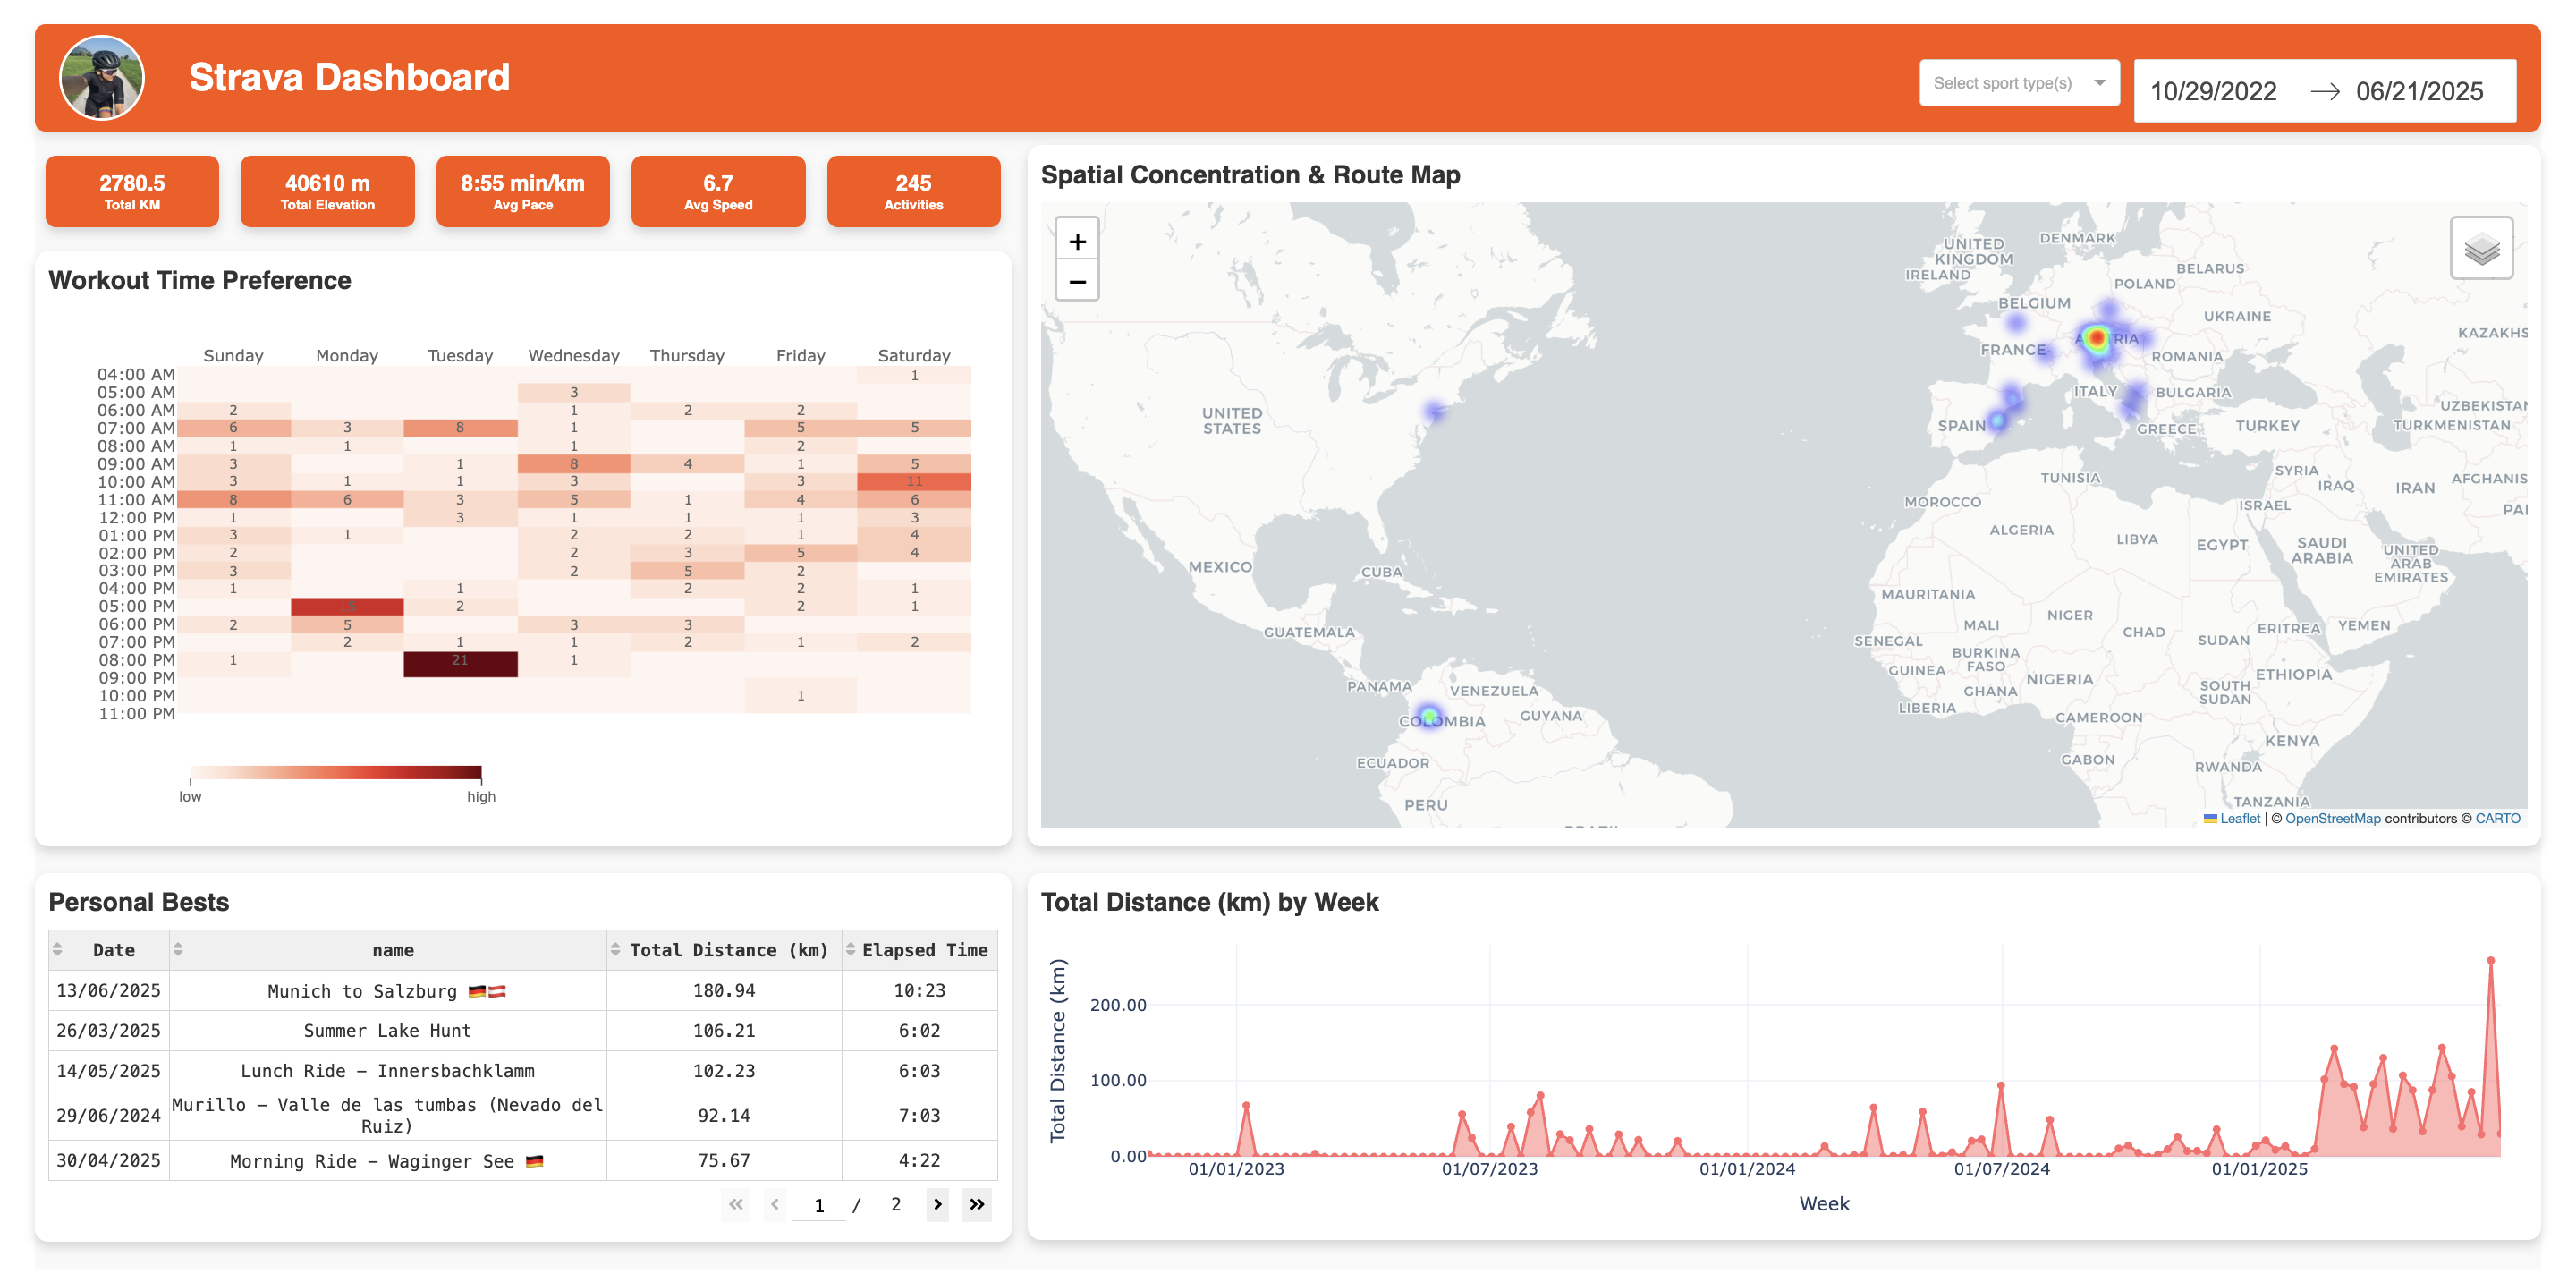 Strava Dashboard
Select sport type(s)
10/29/2022 → 06/21/2025
2780.5
Total KM
40610 m
Total Elevation
8:55 min/km
Avg Pace
6.7
Avg Speed
245
Activities
Workout Time Preference
Sunday Monday Tuesday Wednesday Thursday Friday Saturday
04:00 AM 1
05:00 AM 3
06:00 AM 2 1 2 2
07:00 AM 6 3 8 1 5 5
08:00 AM 1 1 1 2
09:00 AM 3 1 8 4 1 5
10:00 AM 3 1 1 3 3 11
11:00 AM 8 6 3 5 1 4 6
12:00 PM 1 3 1 1 1 3
01:00 PM 3 1 2 2 1 4
02:00 PM 2 2 3 5 4
03:00 PM 3 2 5 2
04:00 PM 1 1 2 2 1
05:00 PM 2 2 1
06:00 PM 2 5 3 3
07:00 PM 2 1 1 2 1 2
08:00 PM 1 21 1
09:00 PM
10:00 PM 1
11:00 PM
low high
Spatial Concentration & Route Map
+
−
UNITED
KINGDOM
DENMARK
IRELAND
BELARUS
POLAND
BELGIUM
UKRAINE
KAZAKHS
FRANCE
ROMANIA
ITALY
BULGARIA
UZBEKISTAN
UNITED
STATES
SPAIN
GREECE
TURKEY
TURKMENISTAN
TUNISIA
SYRIA
IRAQ
IRAN
AFGHANIS
MOROCCO
ISRAEL
PA
ALGERIA
LIBYA
EGYPT
SAUDI
ARABIA
UNITED
ARAB
EMIRATES
MEXICO
CUBA
MAURITANIA
NIGER
MALI
CHAD
SUDAN
ERITREA
YEMEN
GUATEMALA
SENEGAL
BURKINA
FASO
GUINEA
NIGERIA
ETHIOPIA
PANAMA
VENEZUELA
GHANA
SOUTH
SUDAN
LIBERIA
COLOMBIA
GUYANA
CAMEROON
KENYA
ECUADOR
GABON
RWANDA
PERU
TANZANIA
Leaflet | © OpenStreetMap contributors © CARTO
Personal Bests
Date name Total Distance (km) Elapsed Time
13/06/2025 Munich to Salzburg 🇩🇪🇦🇹 180.94 10:23
26/03/2025 Summer Lake Hunt 106.21 6:02
14/05/2025 Lunch Ride – Innersbachklamm 102.23 6:03
29/06/2024 Murillo – Valle de las tumbas (Nevado del
Ruiz) 92.14 7:03
30/04/2025 Morning Ride – Waginger See 🇩🇪 75.67 4:22
« ‹ 1 / 2 › »
Total Distance (km) by Week
Total Distance (km)
200.00
100.00
0.00
01/01/2023 01/07/2023 01/01/2024 01/07/2024 01/01/2025
Week